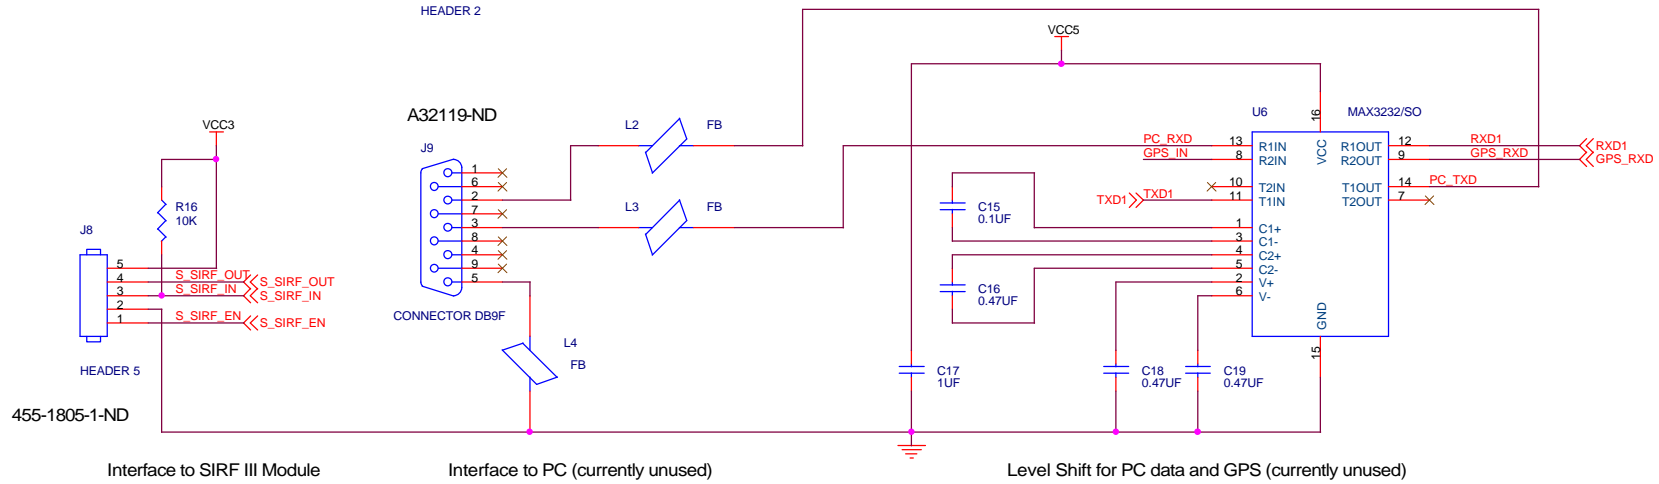 HEADER 2
VCC5
A32119-ND
U6
MAX3232/SO
VCC3
L2
FB
J9
16
VCC
PC_RXD
13
R1IN
R1OUT
12
RXD1
RXD1
GPS_IN
8
R2IN
R2OUT
9
GPS_RXD
GPS_RXD
1
6
2
7
3
8
4
9
5
10
T2IN
T1OUT
14
PC_TXD
TXD1
TXD1
11
T1IN
T2OUT
7
R16
10K
L3
FB
C15
0.1UF
1
C1+
3
C1-
4
C2+
5
C2-
2
V+
6
V-
J8
5
4
S_SIRF_OUT
S_SIRF_OUT
3
S_SIRF_IN
S_SIRF_IN
2
1
S_SIRF_EN
S_SIRF_EN
C16
0.47UF
CONNECTOR DB9F
GND
15
L4
FB
HEADER 5
C17
1UF
C18
0.47UF
C19
0.47UF
455-1805-1-ND
Interface to SIRF III Module
Interface to PC (currently unused)
Level Shift for PC data and GPS (currently unused)